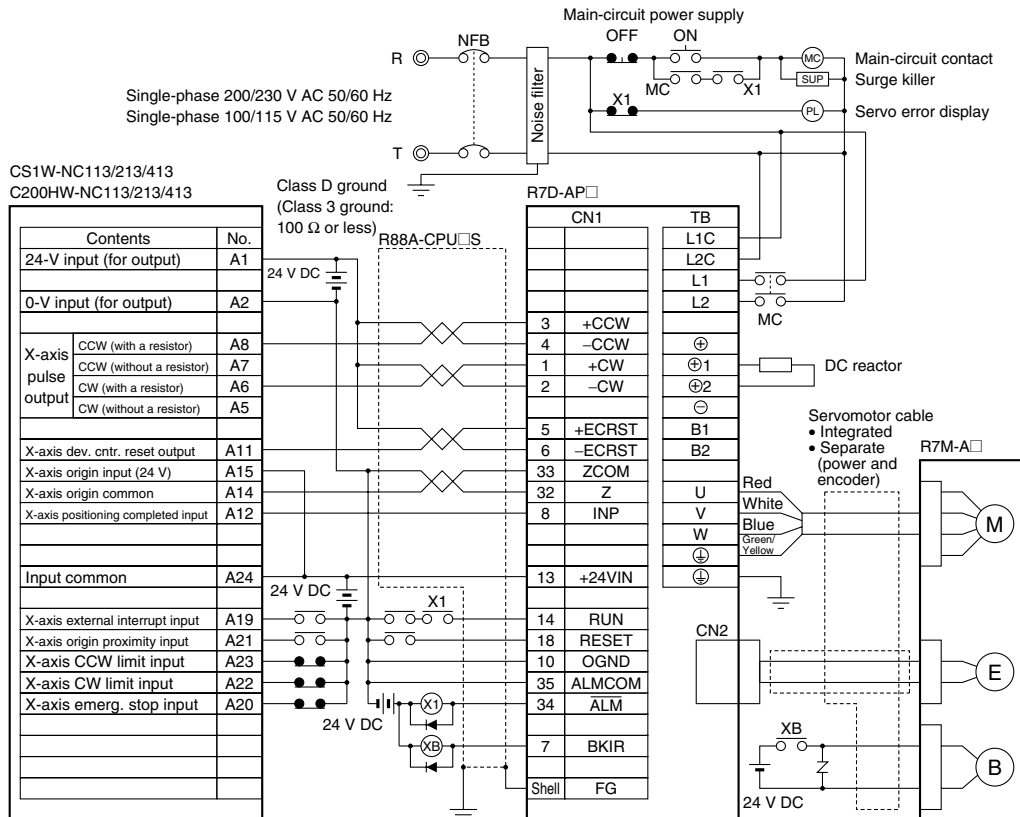 Main-circuit power supply
OFF ON
R NFB
MC Main-circuit contact
SUP Surge killer
MC X1
Noise filter
Single-phase 200/230 V AC 50/60 Hz
Single-phase 100/115 V AC 50/60 Hz
X1 PL Servo error display
T
CS1W-NC113/213/413
C200HW-NC113/213/413
Class D ground
(Class 3 ground:
100 Ω or less)
R88A-CPU□S
R7D-AP□
CN1 TB
Contents No.
24-V input (for output) A1
24 V DC
0-V input (for output) A2
X-axis pulse output
CCW (with a resistor) A8
CCW (without a resistor) A7
CW (with a resistor) A6
CW (without a resistor) A5
X-axis dev. cntr. reset output A11
X-axis origin input (24 V) A15
X-axis origin common A14
X-axis positioning completed input A12
Input common A24
24 V DC
X-axis external interrupt input A19
X-axis origin proximity input A21
X-axis CCW limit input A23
X-axis CW limit input A22
X-axis emerg. stop input A20
X1
24 V DC
X1
XB
3 +CCW
4 –CCW
1 +CW
2 –CW
5 +ECRST
6 –ECRST
33 ZCOM
32 Z
8 INP
13 +24VIN
14 RUN
18 RESET
10 OGND
35 ALMCOM
34 ALM
7 BKIR
Shell FG
L1C
L2C
L1
L2
MC
⊕
⊕1
⊕2
DC reactor
⊖
B1
B2
U
V
W
Red
White
Blue
Green/
Yellow
Servomotor cable
• Integrated
• Separate
(power and
encoder)
R7M-A□
M
CN2
E
XB
24 V DC
B